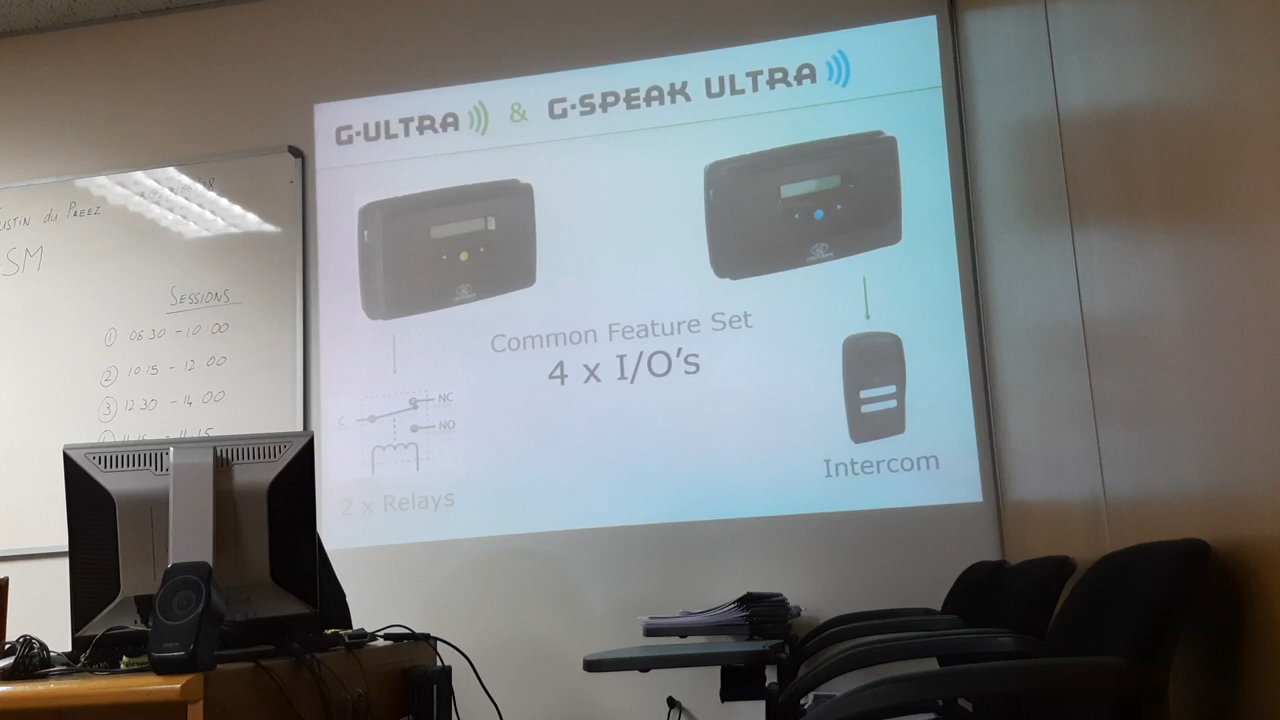 G·ULTRA & G·SPEAK ULTRA
Common Feature Set
4 x I/O's
C
NC
NO
2 x Relays
Intercom
du PREEZ
SM
SESSIONS
① 08 30 - 10:00
② 10 15 - 12 00
③ 12 30 - 14:00